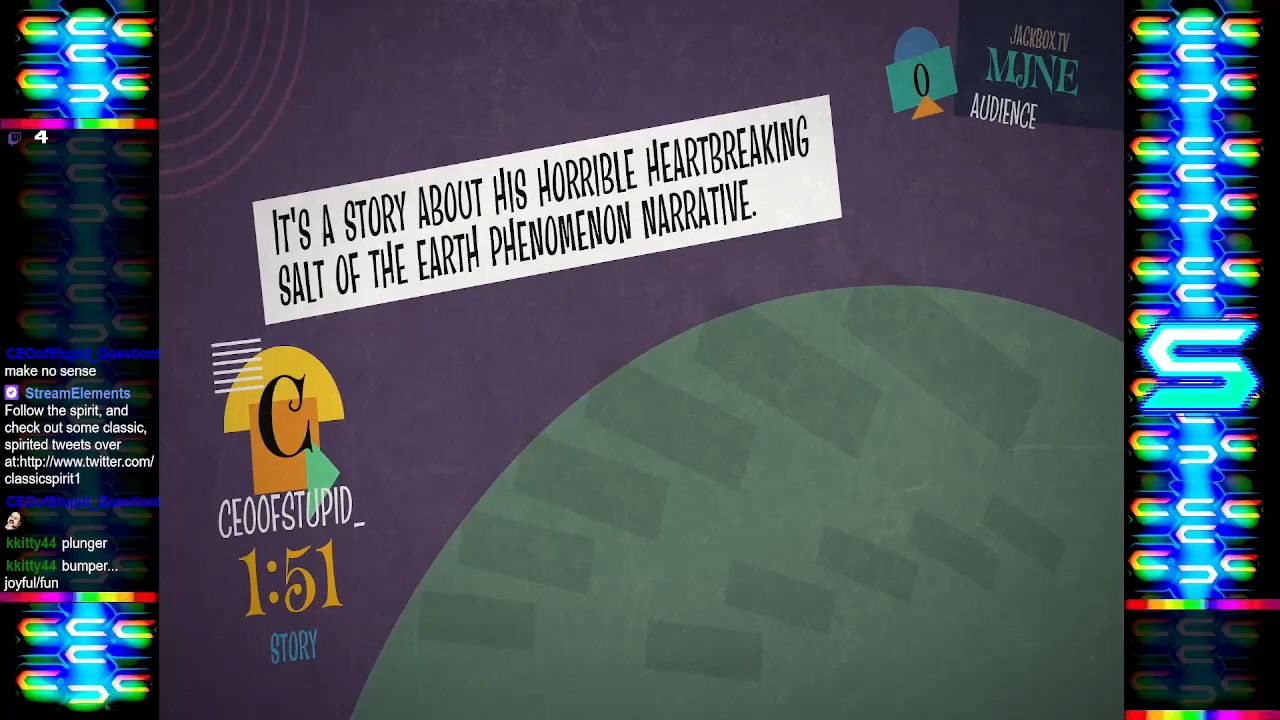 4
CEOofStupid_Question
make no sense
StreamElements
Follow the spirit, and
check out some classic,
spirited tweets over
at:http://www.twitter.com/
classicspirit1
CEOofStupid_Question
kkitty44 plunger
kkitty44 bumper...
joyful/fun
IT'S A STORY ABOUT HIS HORRIBLE HEARTBREAKING
SALT OF THE EARTH PHENOMENON NARRATIVE.
C
CEOOFSTUPID_
1:51
STORY
0
JACKBOX.TV
MJNE
AUDIENCE
S